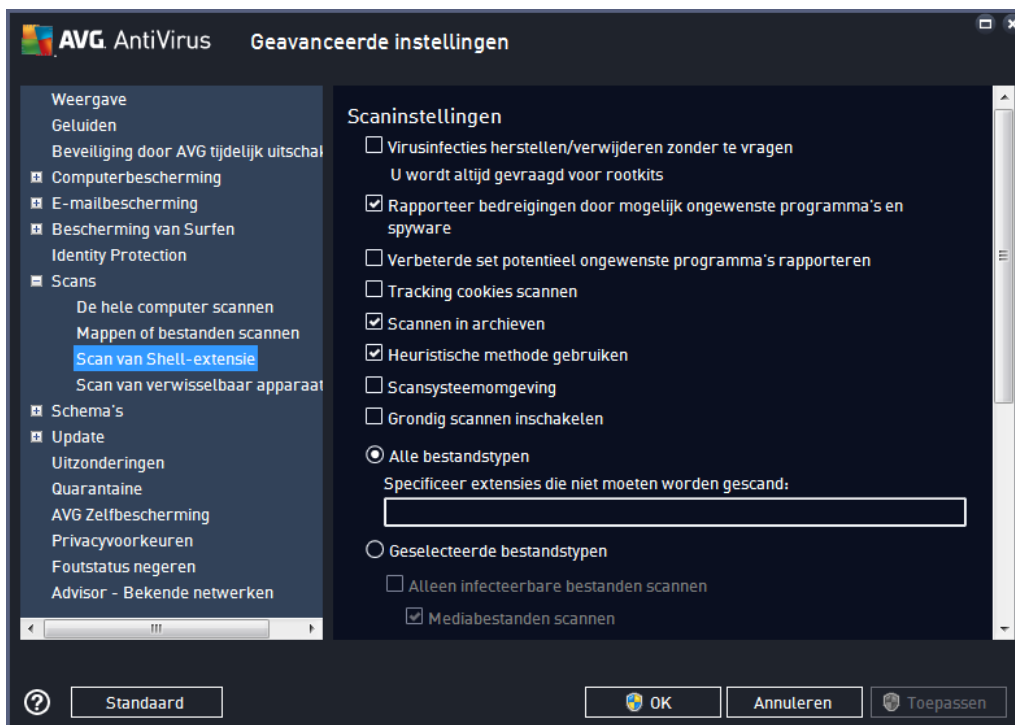 AVG. AntiVirus
Geavanceerde instellingen
Weergave
Geluiden
Beveiliging door AVG tijdelijk uitschak
Computerbescherming
E-mailbescherming
Bescherming van Surfen
Identity Protection
Scans
De hele computer scannen
Mappen of bestanden scannen
Scan van Shell-extensie
Scan van verwisselbaar apparaat
Schema's
Update
Uitzonderingen
Quarantaine
AVG Zelfbescherming
Privacyvoorkeuren
Foutstatus negeren
Advisor - Bekende netwerken
Scaninstellingen
Virusinfecties herstellen/verwijderen zonder te vragen
U wordt altijd gevraagd voor rootkits
Rapporteer bedreigingen door mogelijk ongewenste programma's en
spyware
Verbeterde set potentieel ongewenste programma's rapporteren
Tracking cookies scannen
Scannen in archieven
Heuristische methode gebruiken
Scansysteemomgeving
Grondig scannen inschakelen
Alle bestandstypen
Specificeer extensies die niet moeten worden gescand:
Geselecteerde bestandstypen
Alleen infecteerbare bestanden scannen
Mediabestanden scannen
?
Standaard
OK
Annuleren
Toepassen